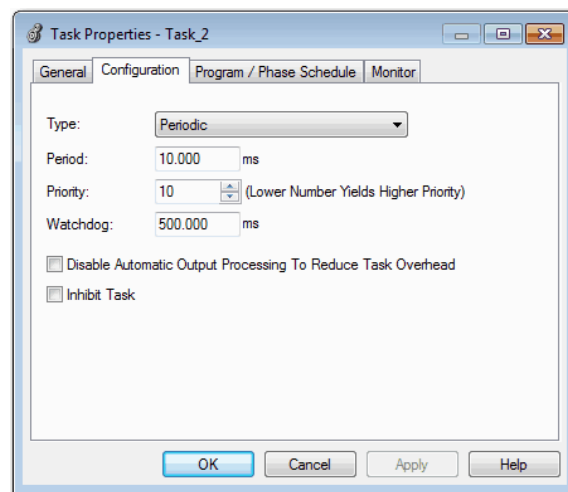 Task Properties - Task_2
General Configuration Program / Phase Schedule Monitor
Type: Periodic
Period: 10.000 ms
Priority: 10 (Lower Number Yields Higher Priority)
Watchdog: 500.000 ms
Disable Automatic Output Processing To Reduce Task Overhead
Inhibit Task
OK Cancel Apply Help